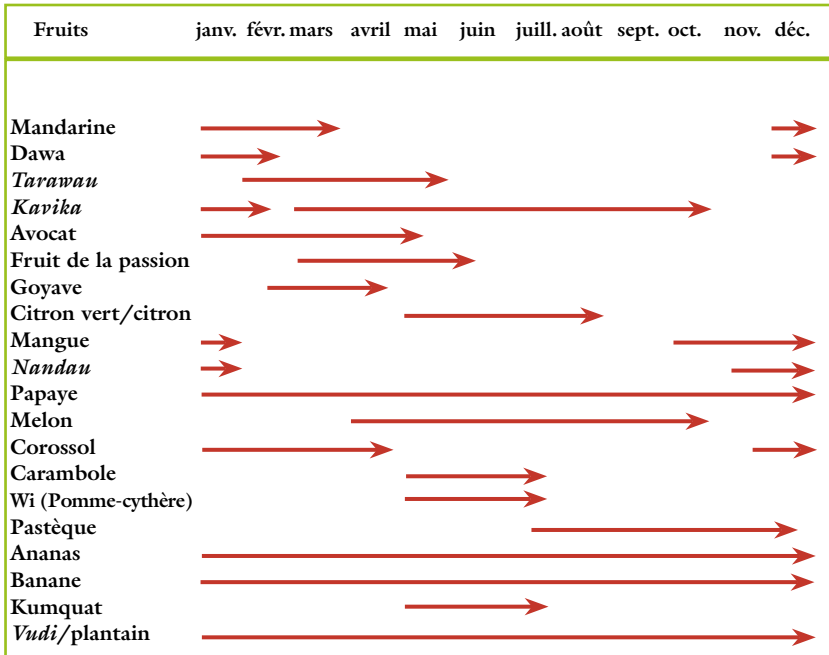 Fruits janv. févr. mars avril mai juin juill. août sept. oct. nov. déc.
Mandarine
Dawa
Tarawau
Kavika
Avocat
Fruit de la passion
Goyave
Citron vert/citron
Mangue
Nandau
Papaye
Melon
Corossol
Carambole
Wi (Pomme-cythère)
Pastèque
Ananas
Banane
Kumquat
Vudi/plantain